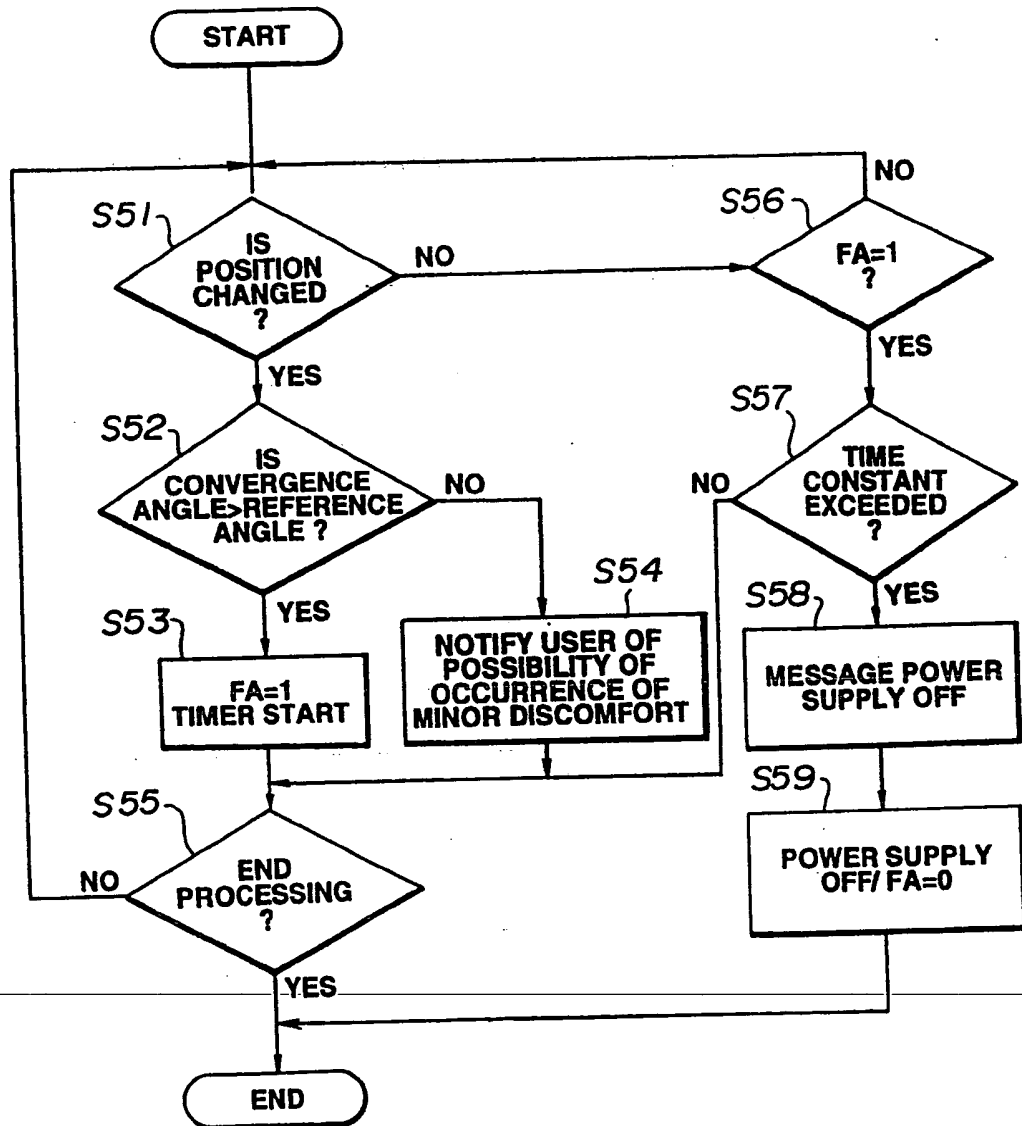 START
NO
S51
IS
POSITION
CHANGED
?
NO
S56
FA=1
?
YES
YES
S52
IS
CONVERGENCE
ANGLE>REFERENCE
ANGLE ?
NO
S57
TIME
CONSTANT
EXCEEDED
?
NO
YES
YES
S53
FA=1
TIMER START
S54
NOTIFY USER OF
POSSIBILITY OF
OCCURRENCE OF
MINOR DISCOMFORT
S58
MESSAGE POWER
SUPPLY OFF
S55
END
PROCESSING
?
NO
YES
S59
POWER SUPPLY
OFF/ FA=0
END